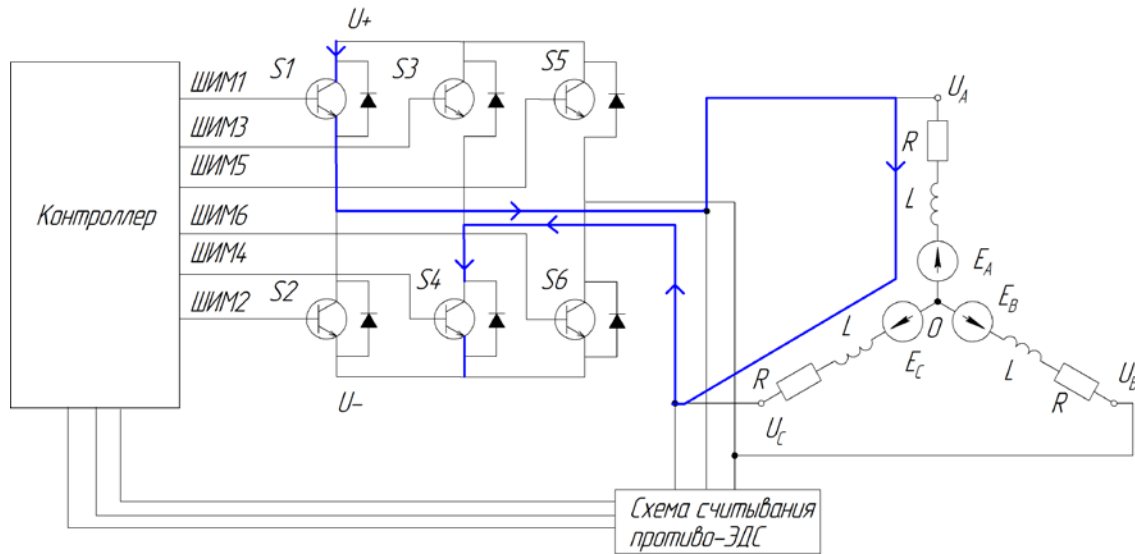 U+
S1
S3
S5
ШИМ1
ШИМ3
ШИМ5
ШИМ6
ШИМ4
ШИМ2
Контроллер
S2
S4
S6
U-
U_A
R
L
E_A
E_B
O
E_C
L
R
U_C
L
R
U_B
Схема считывания
противо-ЭДС